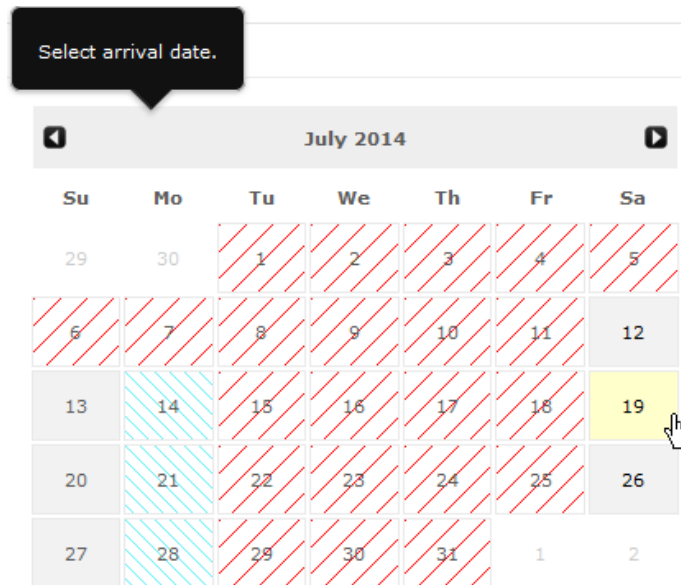 Select arrival date.
July 2014
Su Mo Tu We Th Fr Sa
29 30 1 2 3 4 5
6 7 8 9 10 11 12
13 14 15 16 17 18 19
20 21 22 23 24 25 26
27 28 29 30 31 1 2